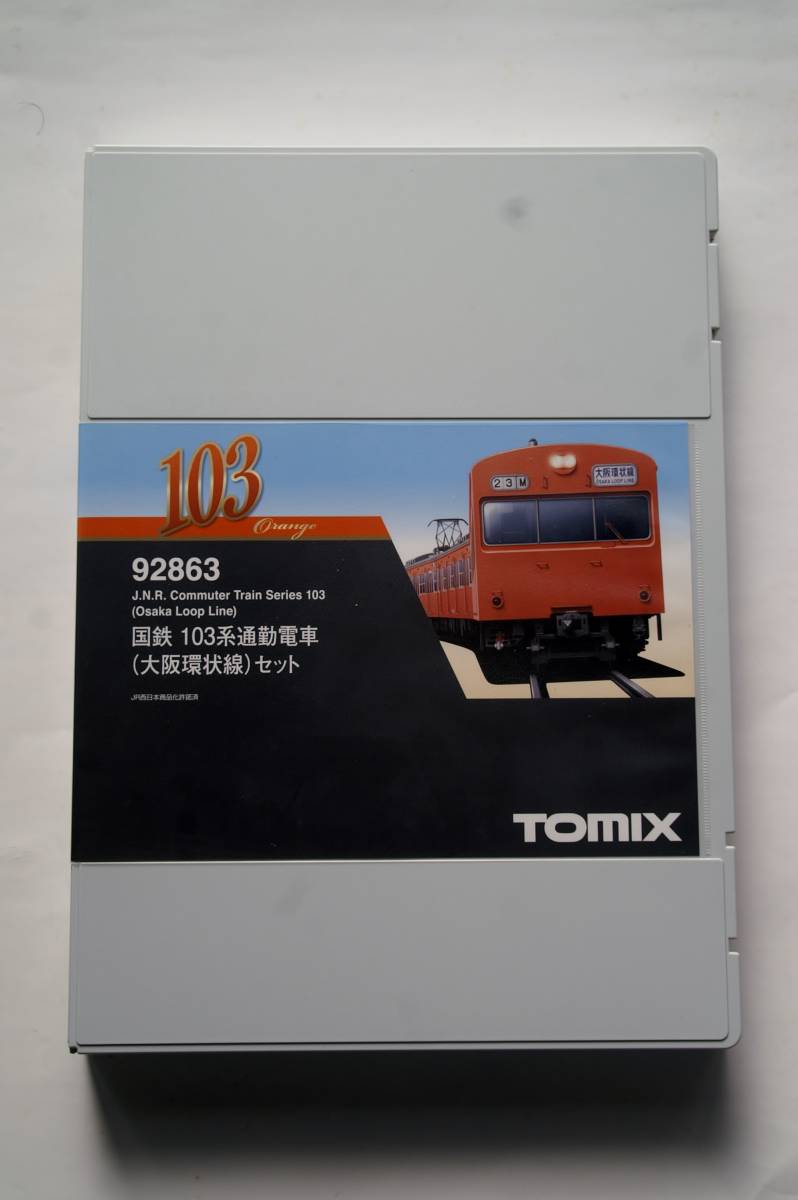 103
Orange
92863
J.N.R. Commuter Train Series 103
(Osaka Loop Line)
国鉄 103系通勤電車
(大阪環状線)セット
JR西日本商品化許諾済
23M
大阪環状線
OSAKA LOOP LINE
TOMIX